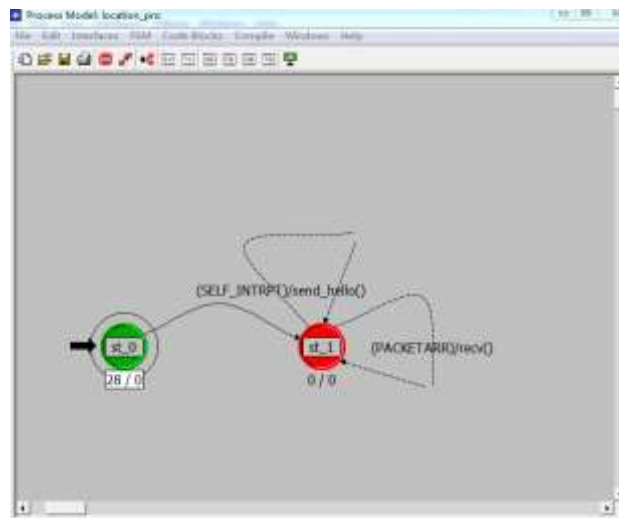 Process Model: location_pro
File Edit Interfaces FSM Code Blocks Compile Windows Help
(SELF_INTRPT)/send_hello()
st_0
st_1
(PACKETARR)/recv()
28 / 0
0 / 0